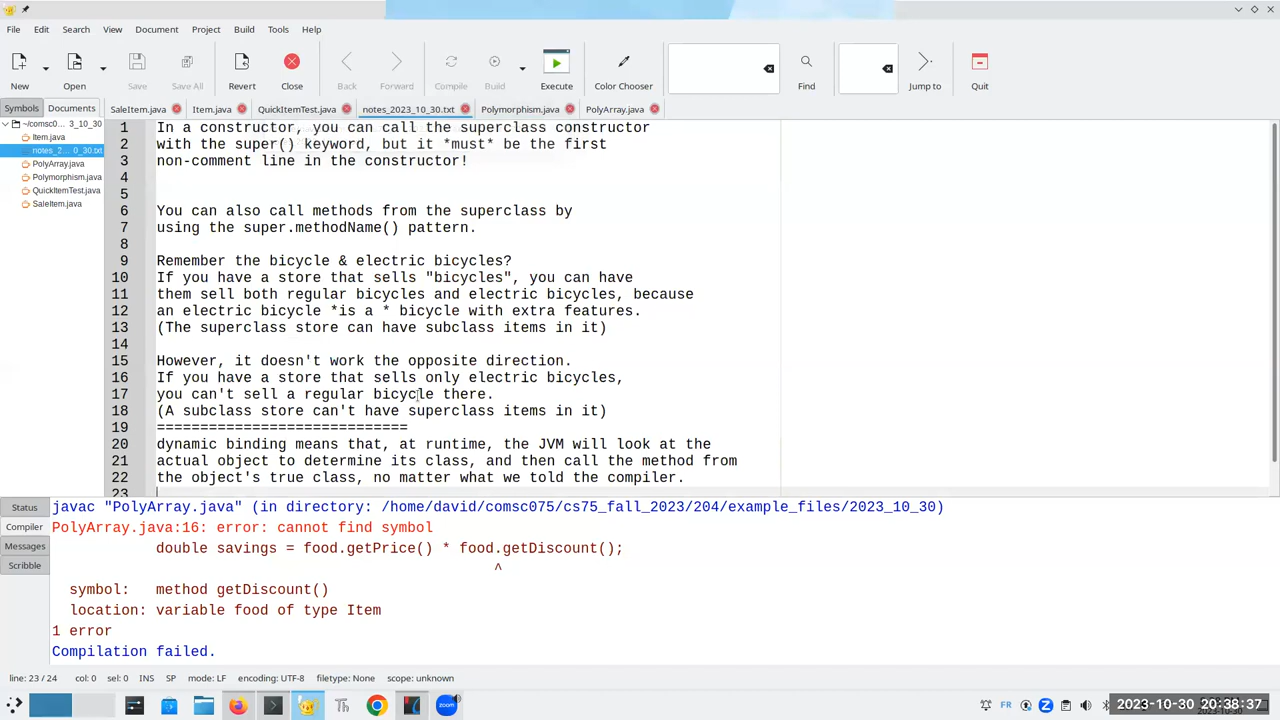 File Edit Search View Document Project Build Tools Help
New Open Save Save All Revert Close Back Forward Compile Build Execute Color Chooser Find Jump to Quit
Symbols Documents SaleItem.java Item.java QuickItemTest.java notes_2023_10_30.txt Polymorphism.java PolyArray.java
~/comsc0... 3_10_30
Item.java
notes_2... 0_30.txt
PolyArray.java
Polymorphism.java
QuickItemTest.java
SaleItem.java
1 In a constructor, you can call the superclass constructor
2 with the super() keyword, but it *must* be the first
3 non-comment line in the constructor!
4
5
6 You can also call methods from the superclass by
7 using the super.methodName() pattern.
8
9 Remember the bicycle & electric bicycles?
10 If you have a store that sells "bicycles", you can have
11 them sell both regular bicycles and electric bicycles, because
12 an electric bicycle *is a * bicycle with extra features.
13 (The superclass store can have subclass items in it)
14
15 However, it doesn't work the opposite direction.
16 If you have a store that sells only electric bicycles,
17 you can't sell a regular bicycle there.
18 (A subclass store can't have superclass items in it)
19 =============================
20 dynamic binding means that, at runtime, the JVM will look at the
21 actual object to determine its class, and then call the method from
22 the object's true class, no matter what we told the compiler.
23
Status
Compiler
Messages
Scribble
javac "PolyArray.java" (in directory: /home/david/comsc075/cs75_fall_2023/204/example_files/2023_10_30)
PolyArray.java:16: error: cannot find symbol
double savings = food.getPrice() * food.getDiscount();
^
symbol: method getDiscount()
location: variable food of type Item
1 error
Compilation failed.
line: 23 / 24 col: 0 sel: 0 INS SP mode: LF encoding: UTF-8 filetype: None scope: unknown
Th zoom FR Z 2023-10-30 20:38:37